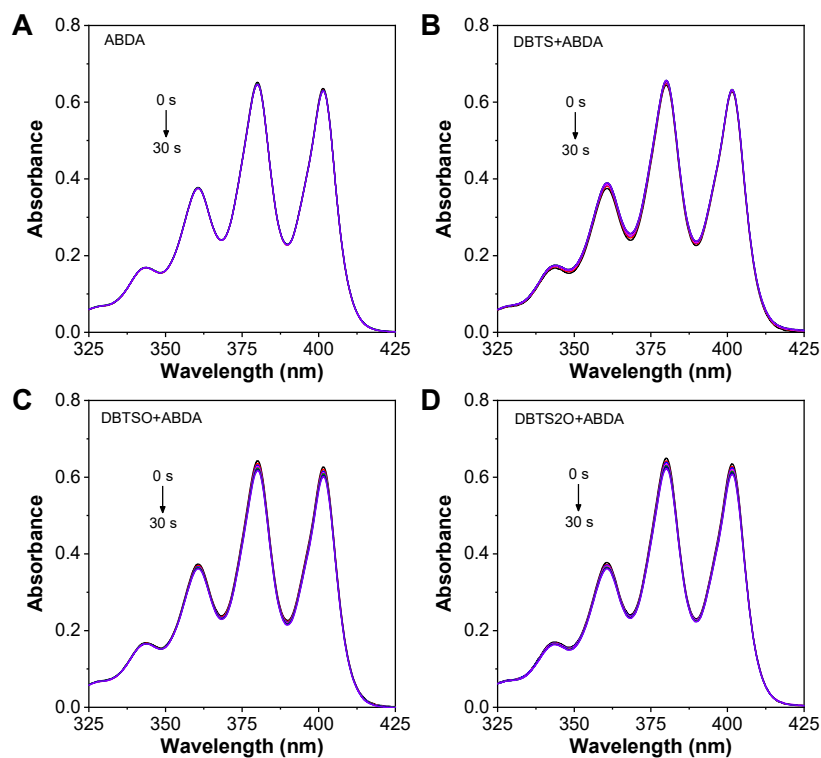 A
ABDA
0 s
30 s
Absorbance
0.8
0.6
0.4
0.2
0.0
325 350 375 400 425
Wavelength (nm)
B
DBTS+ABDA
0 s
30 s
Absorbance
0.8
0.6
0.4
0.2
0.0
325 350 375 400 425
Wavelength (nm)
C
DBTSO+ABDA
0 s
30 s
Absorbance
0.8
0.6
0.4
0.2
0.0
325 350 375 400 425
Wavelength (nm)
D
DBTS2O+ABDA
0 s
30 s
Absorbance
0.8
0.6
0.4
0.2
0.0
325 350 375 400 425
Wavelength (nm)